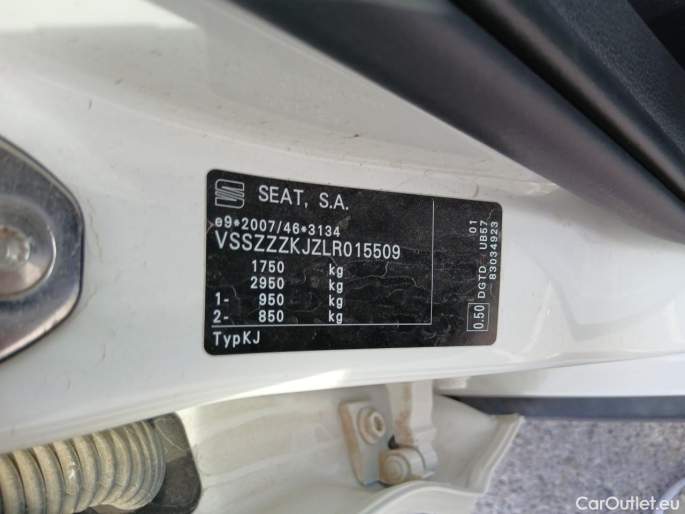 SEAT, S.A.
e9*2007/46*3134
VSSZZZKJZLR015509
1750 kg
2950 kg
1- 950 kg
2- 850 kg
TypKJ
0.50 DGTD UB57 01
83034923
CarOutlet.eu